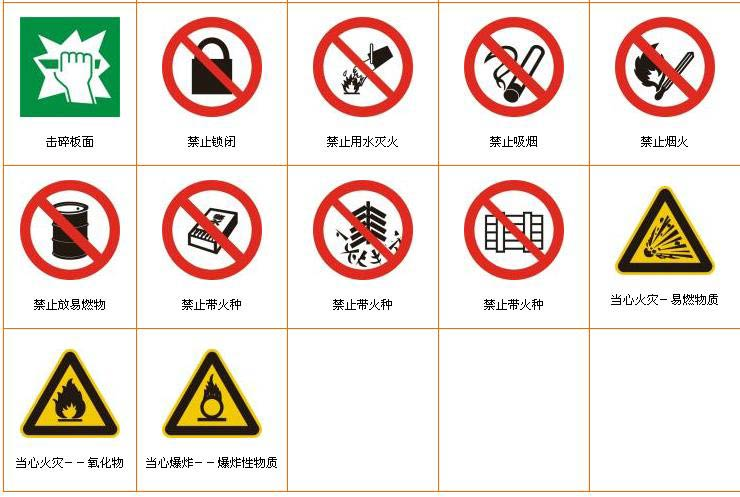 击碎板面
禁止锁闭
禁止用水灭火
禁止吸烟
禁止烟火
禁止放易燃物
禁止带火种
禁止带火种
禁止带火种
当心火灾－易燃物质
当心火灾－－氧化物
当心爆炸－－爆炸性物质